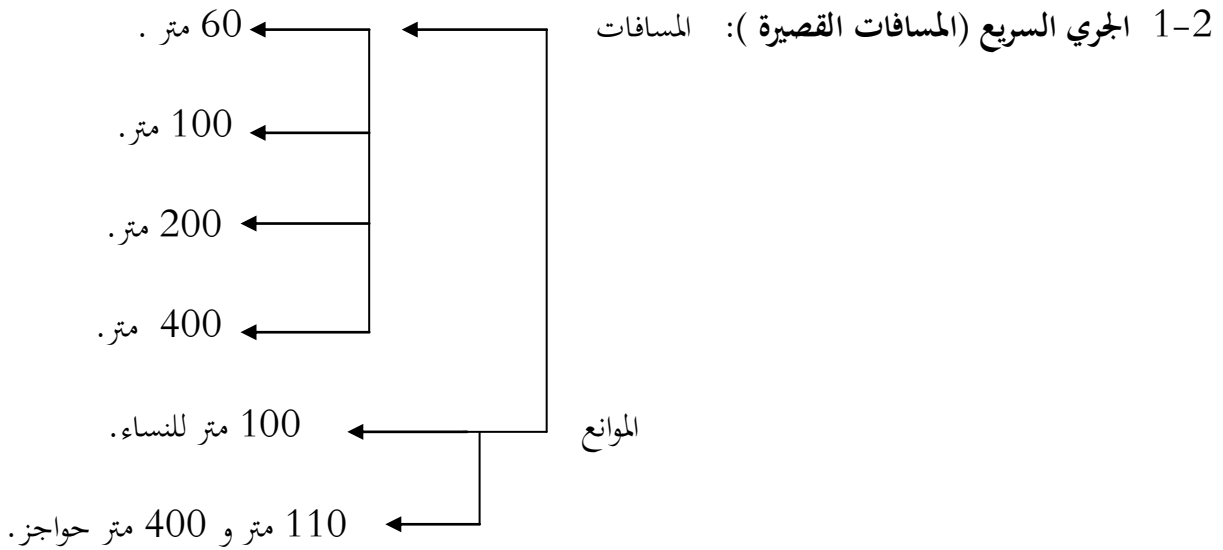 1-2 الجري السريع (المسافات القصيرة ): المسافات 60 متر .
100 متر.
200 متر.
400 متر.
الموانع 100 متر للنساء.
110 متر و 400 متر حواجز.